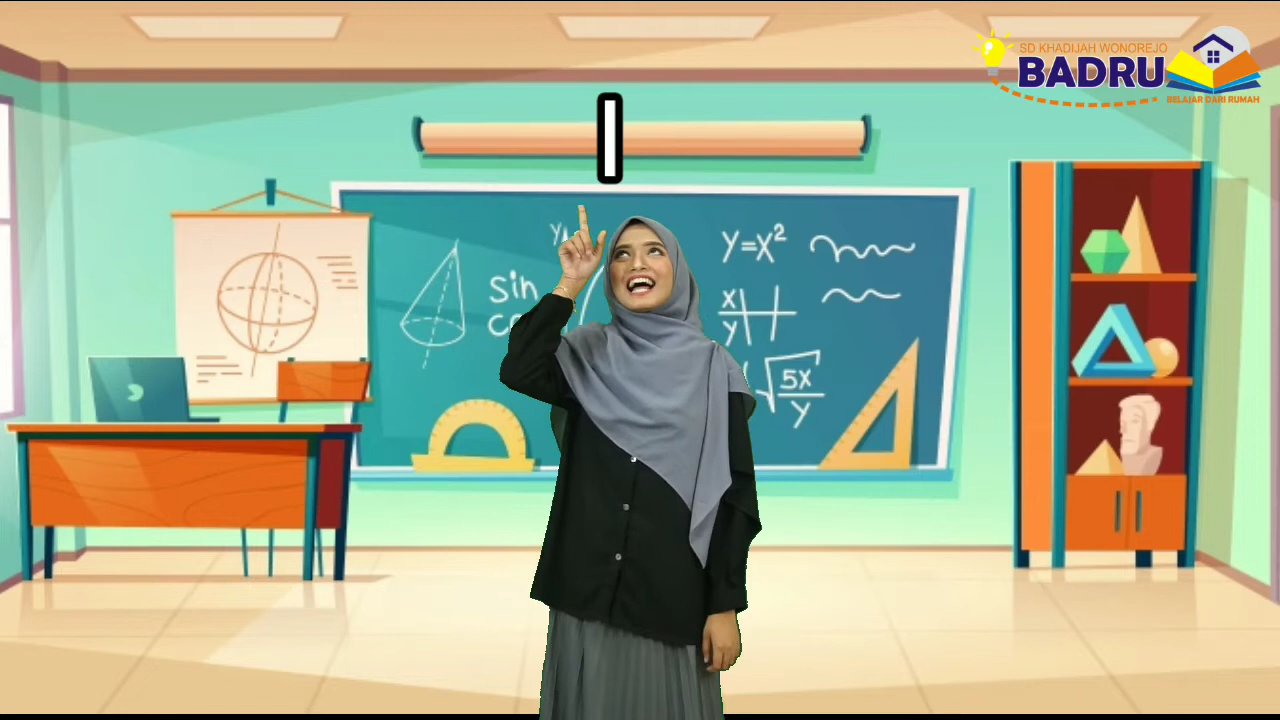 SD KHADIJAH WONOREJO
BADRU
BELAJAR DARI RUMAH
I
y=x²
sin
x
y
√5x
y